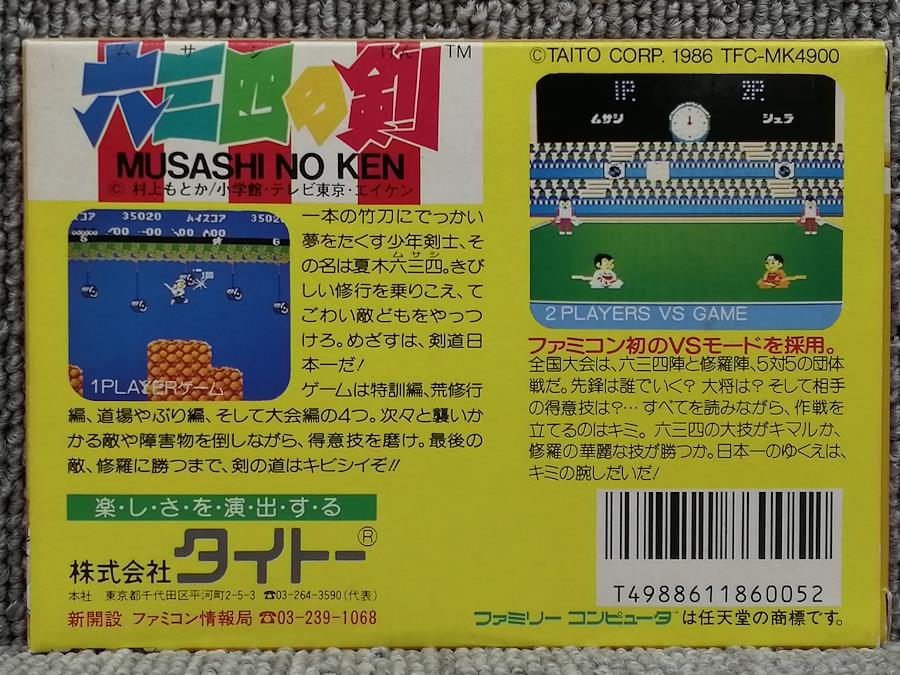 ムサシ けん
六三四の剣 TM
MUSASHI NO KEN
© 村上もとか/小学館・テレビ東京・エイケン
スコア 35020 ハイスコア 3502
1PLAYERゲーム
一本の竹刀にでっかい
夢をたくす少年剣士、そ
ムサシ
の名は夏木六三四。きび
しい修行を乗りこえ、て
ごわい敵どもをやっつ
けろ。めざすは、剣道日
本一だ!
ゲームは特訓編、荒修行
編、道場やぶり編、そして大会編の4つ。次々と襲いか
かる敵や障害物を倒しながら、得意技を磨け。最後の
敵、修羅に勝つまで、剣の道はキビシイぞ!!
楽・し・さ・を・演・出・す・る
株式会社タイトー®
本社 東京都千代田区平河町2-5-3 ☎03-264-3590(代表)
新開設 ファミコン情報局 ☎03-239-1068
©TAITO CORP. 1986 TFC-MK4900
1P 2P
ムサシ シュラ
2 PLAYERS VS GAME
ファミコン初のVSモードを採用。
全国大会は、六三四陣と修羅陣、5対5の団体
戦だ。先鋒は誰でいく? 大将は? そして相手
の得意技は?… すべてを読みながら、作戦を
立てるのはキミ。六三四の大技がキマルか、
修羅の華麗な技が勝つか。日本一のゆくえは、
キミの腕しだいだ!
T4988611860052
ファミリー コンピュータ™は任天堂の商標です。